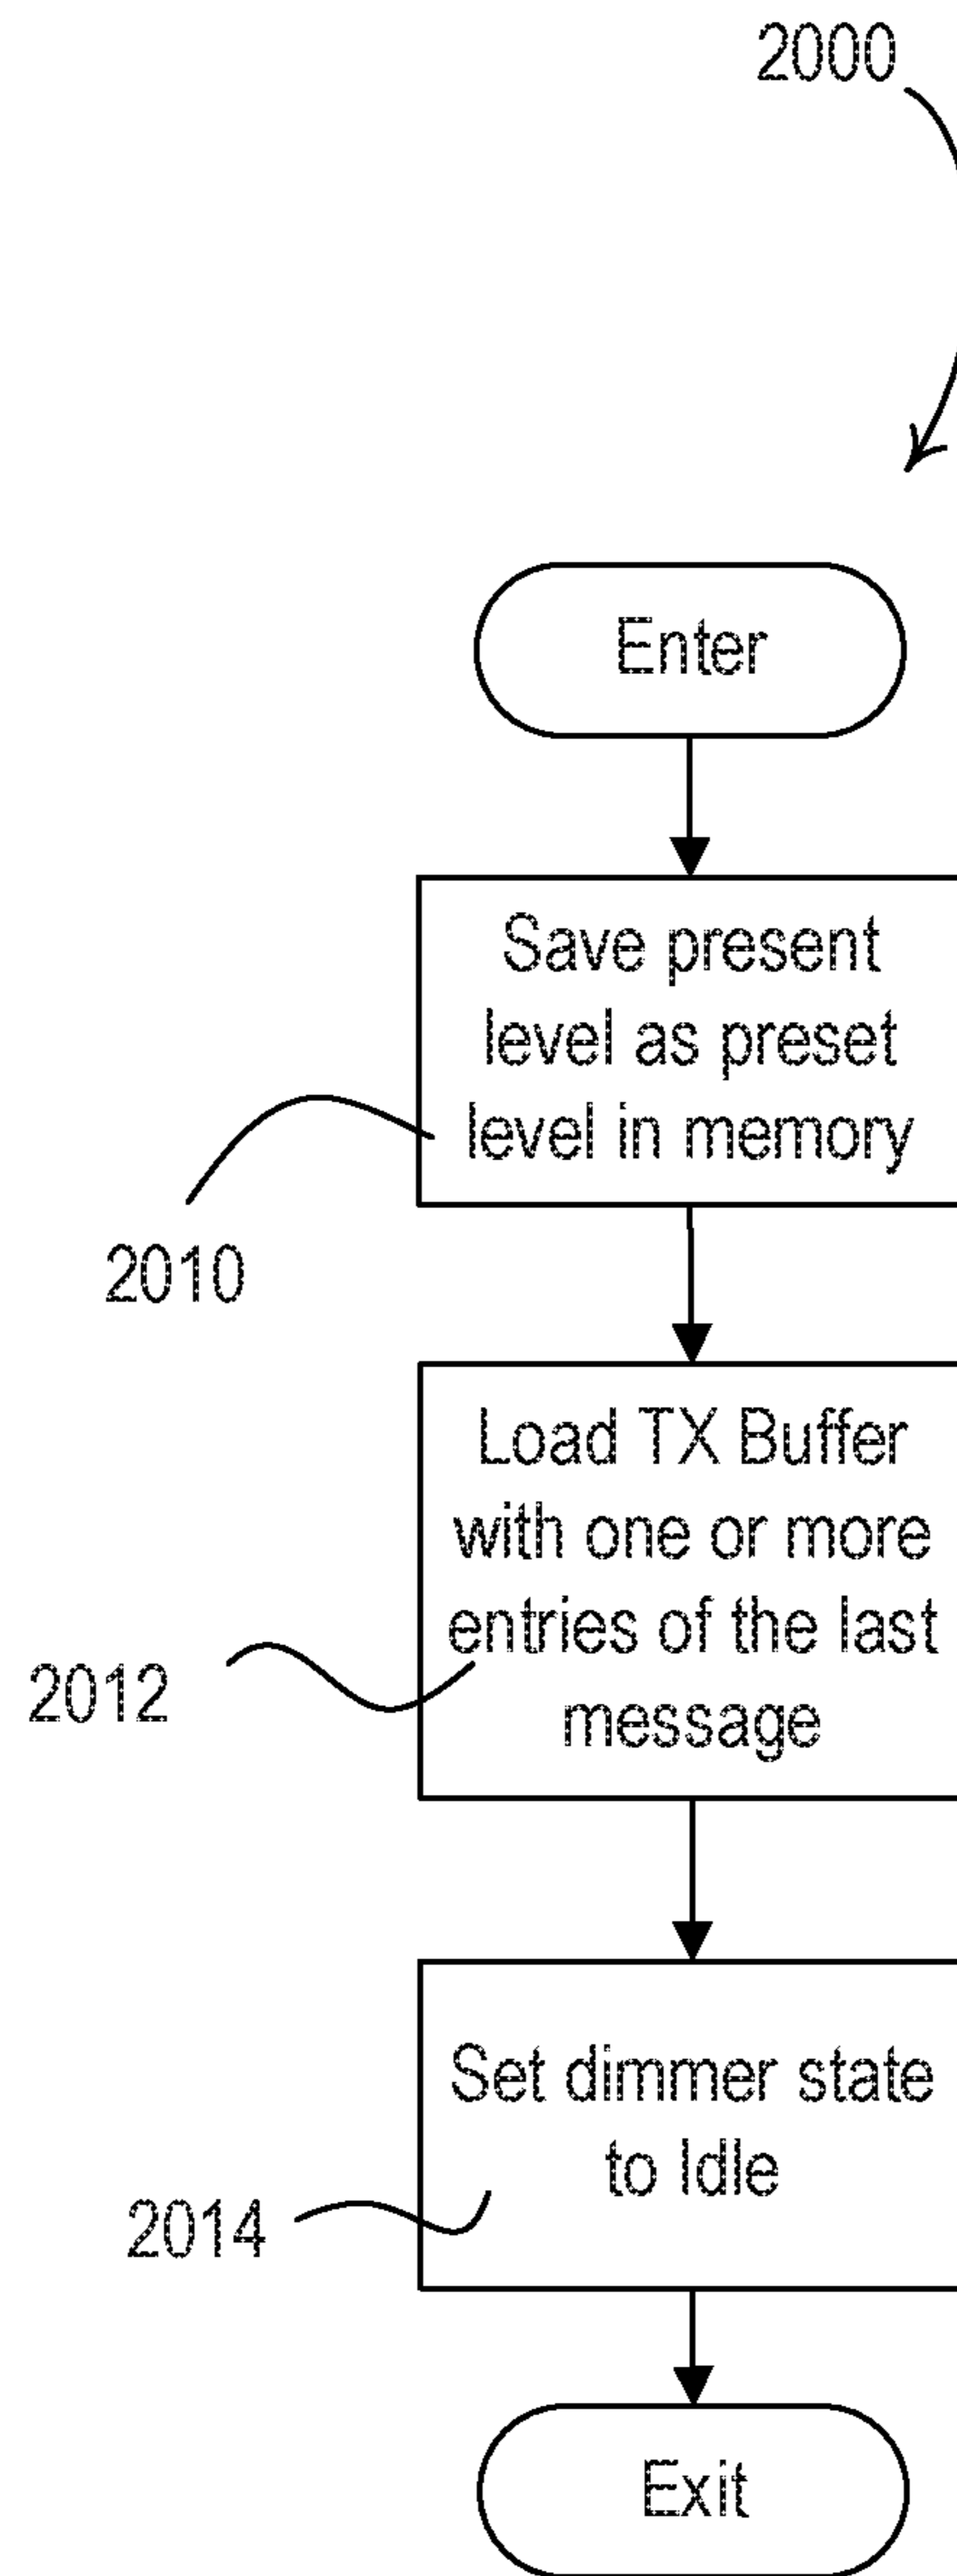 2000
Enter
Save present
level as preset
level in memory
2010
Load TX Buffer
with one or more
entries of the last
message
2012
Set dimmer state
to Idle
2014
Exit